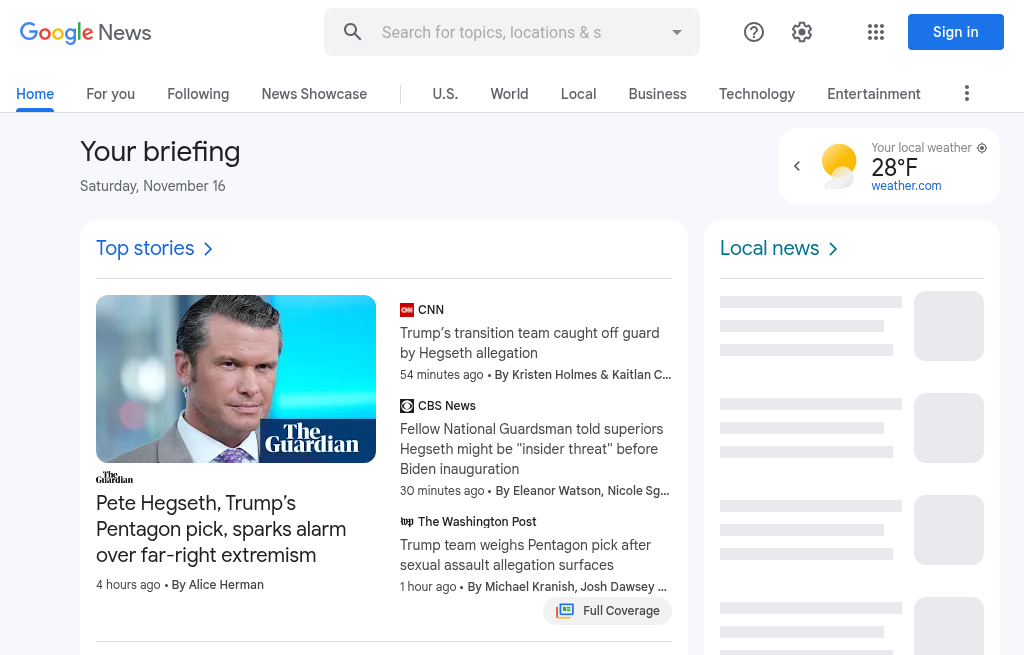 Google News
Search for topics, locations & s
Sign in
Home
For you
Following
News Showcase
U.S.
World
Local
Business
Technology
Entertainment
Your briefing
Saturday, November 16
Your local weather
28°F
weather.com
Top stories
The
Guardian
The
Guardian
Pete Hegseth, Trump's
Pentagon pick, sparks alarm
over far-right extremism
4 hours ago • By Alice Herman
CNN
CNN
Trump's transition team caught off guard
by Hegseth allegation
54 minutes ago • By Kristen Holmes & Kaitlan C...
CBS News
Fellow National Guardsman told superiors
Hegseth might be "insider threat" before
Biden inauguration
30 minutes ago • By Eleanor Watson, Nicole Sg...
wp The Washington Post
Trump team weighs Pentagon pick after
sexual assault allegation surfaces
1 hour ago • By Michael Kranish, Josh Dawsey ...
Full Coverage
Local news